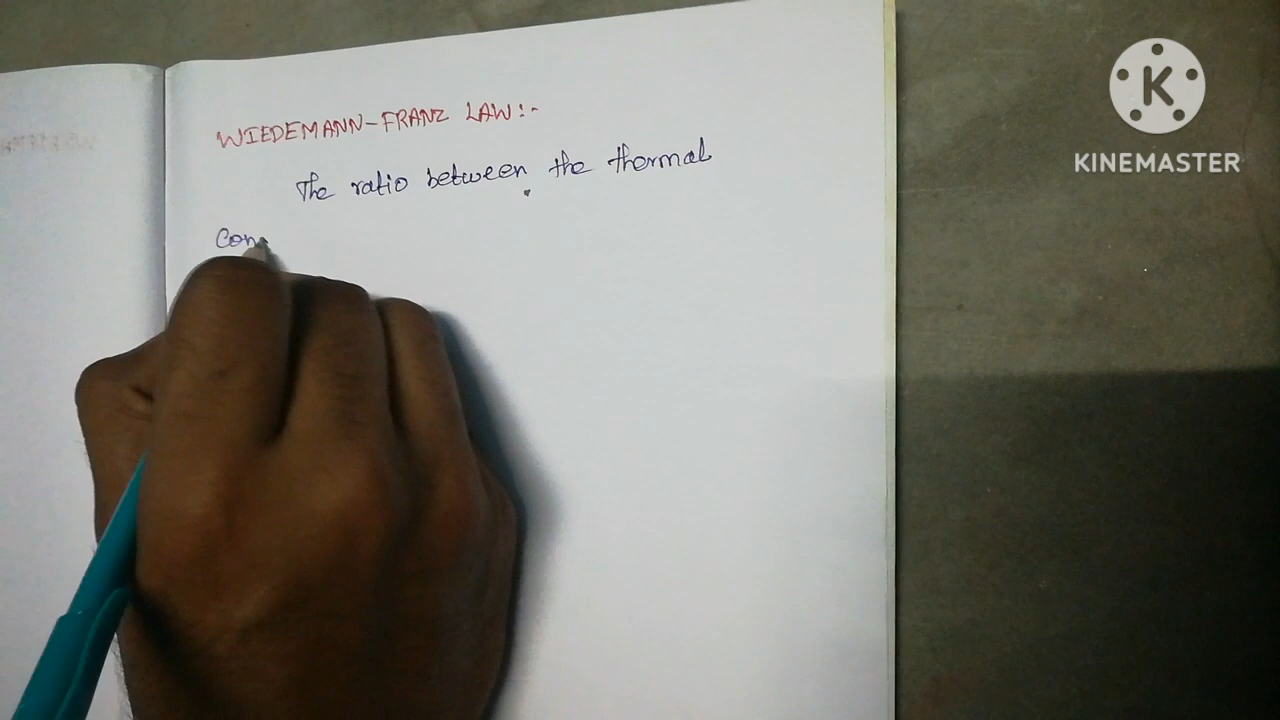 WIEDEMANN-FRANZ LAW:-
The ratio between the thermal
Con
K
KINEMASTER